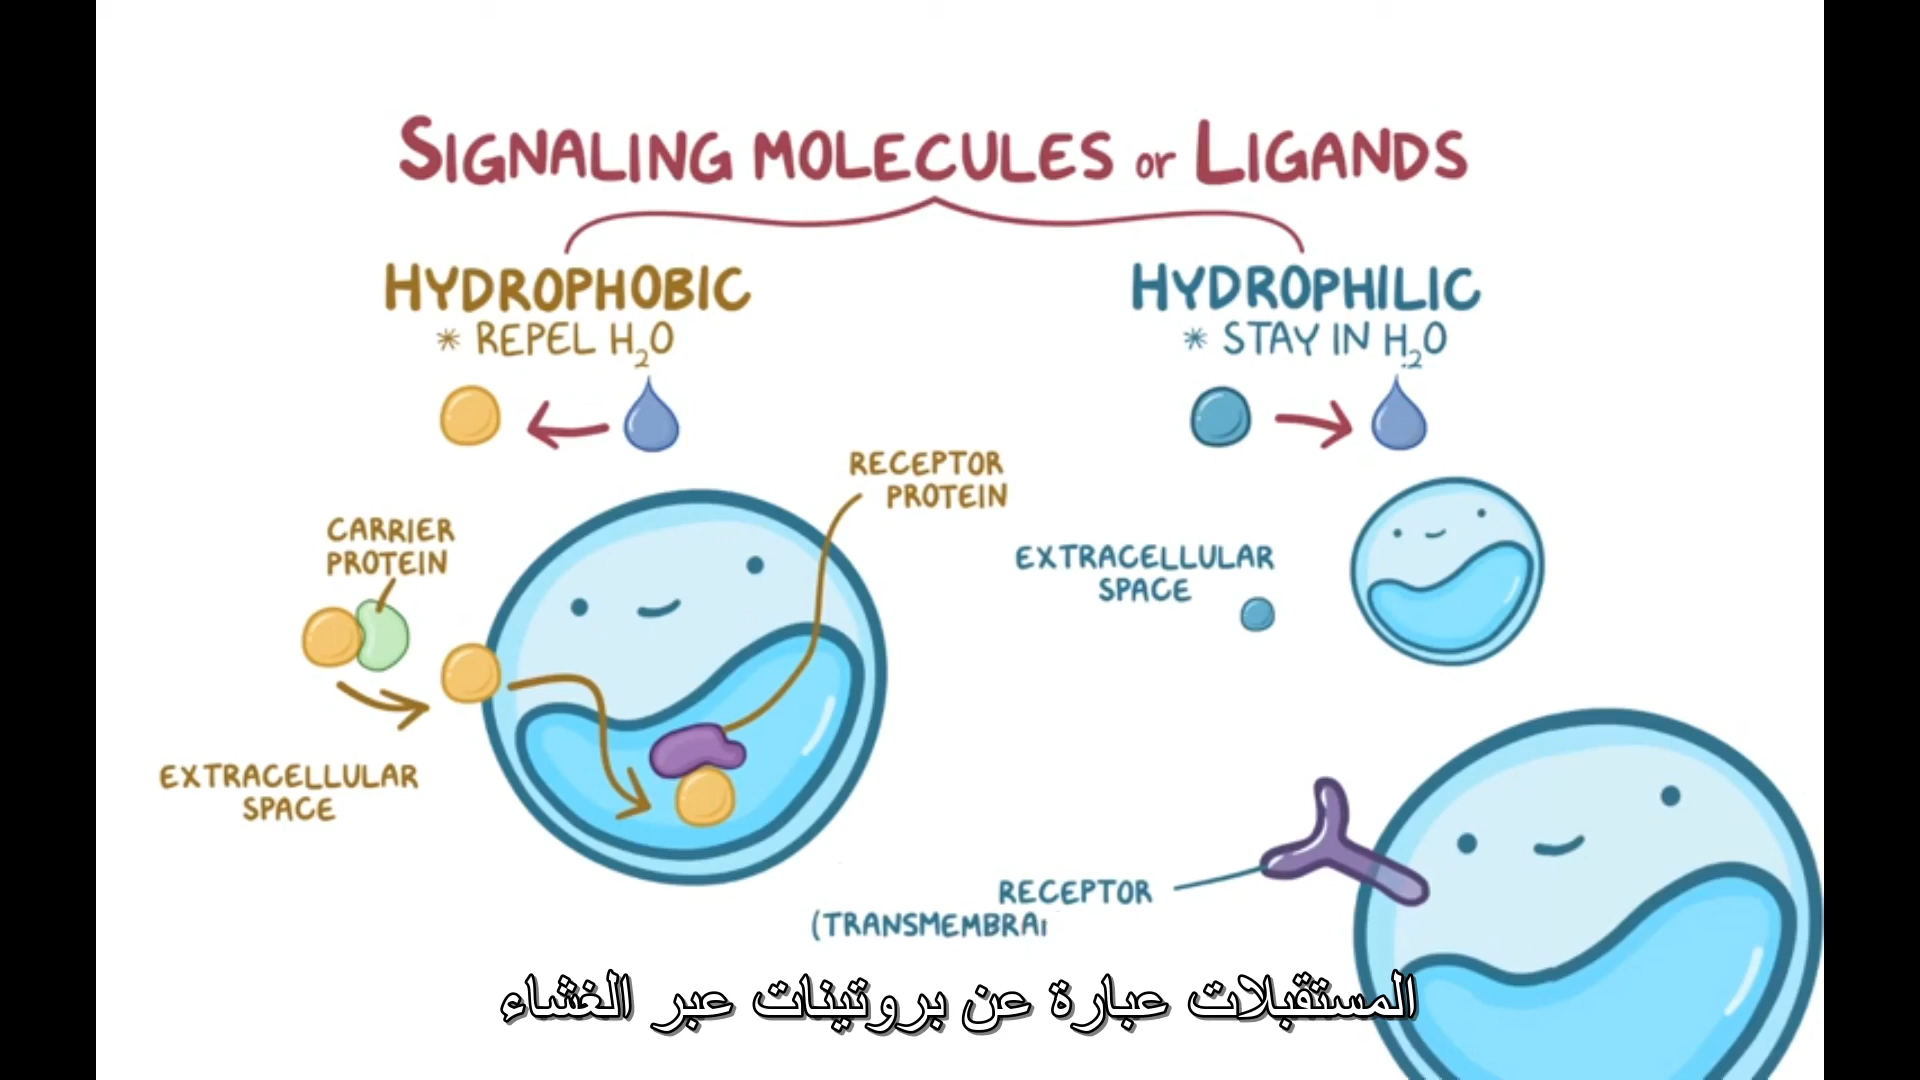 SIGNALING MOLECULES or LIGANDS
HYDROPHOBIC
* REPEL H₂O
HYDROPHILIC
* STAY IN H₂O
RECEPTOR
PROTEIN
CARRIER
PROTEIN
EXTRACELLULAR
SPACE
EXTRACELLULAR
SPACE
RECEPTOR
(TRANSMEMBRA
المستقبلات عبارة عن بروتينات عبر الغشاء